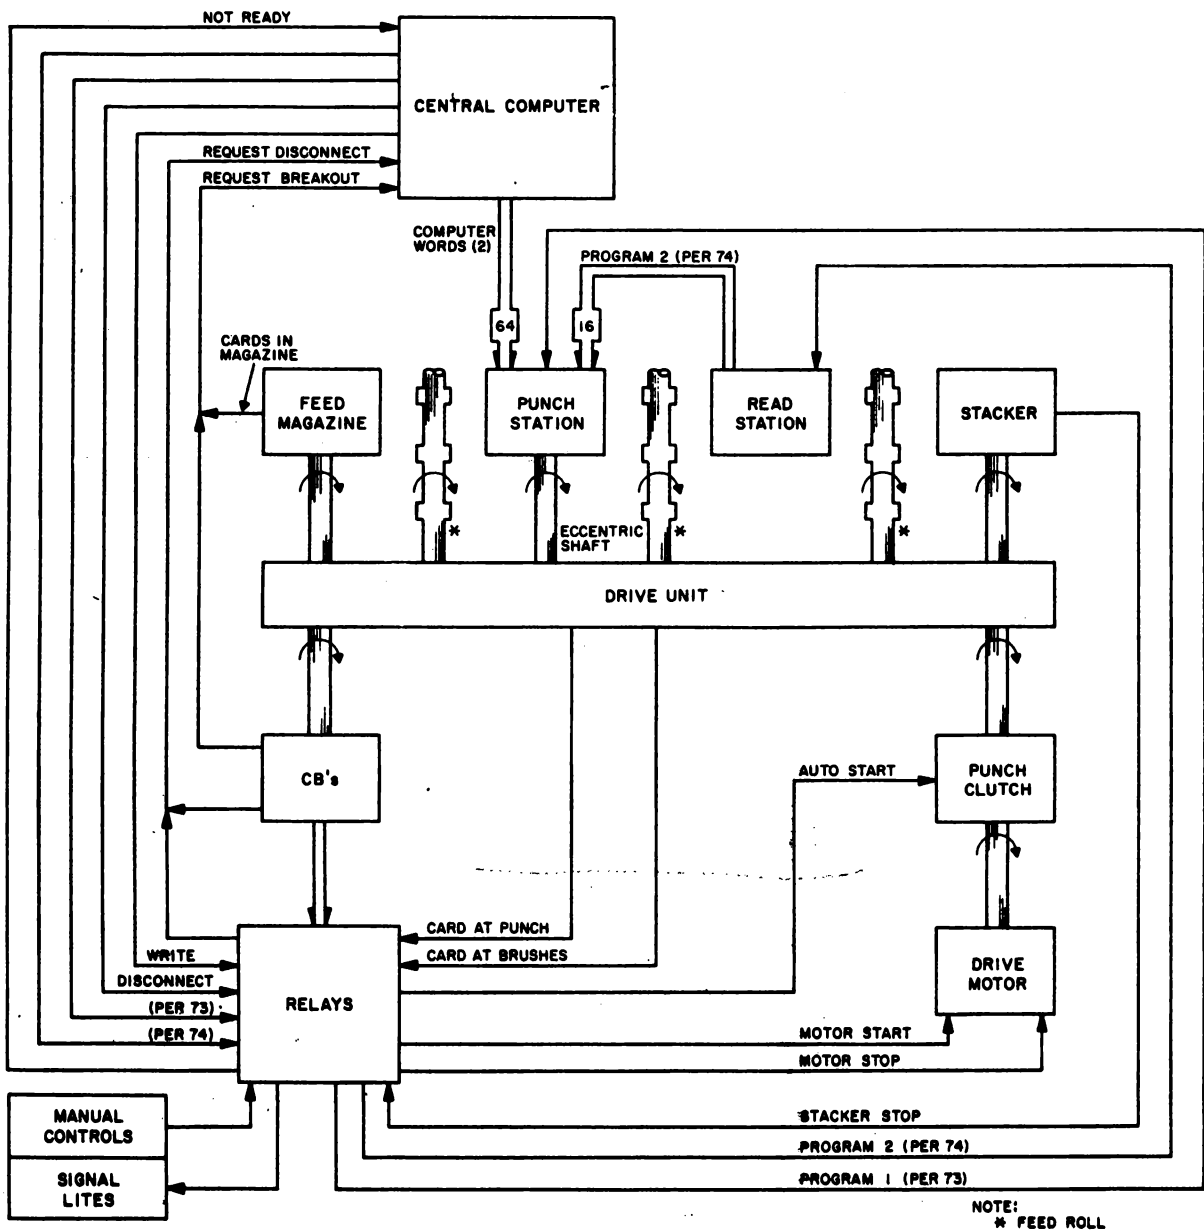 NOT READY
CENTRAL COMPUTER
REQUEST DISCONNECT
REQUEST BREAKOUT
COMPUTER
WORDS (2)
PROGRAM 2 (PER 74)
64
16
CARDS IN
MAGAZINE
FEED
MAGAZINE
PUNCH
STATION
READ
STATION
STACKER
*
ECCENTRIC
SHAFT
*
*
DRIVE UNIT
CB's
AUTO START
PUNCH
CLUTCH
CARD AT PUNCH
WRITE
CARD AT BRUSHES
DISCONNECT
RELAYS
DRIVE
MOTOR
(PER 73)
(PER 74)
MOTOR START
MOTOR STOP
MANUAL
CONTROLS
STACKER STOP
PROGRAM 2 (PER 74)
SIGNAL
LITES
PROGRAM 1 (PER 73)
NOTE:
* FEED ROLL